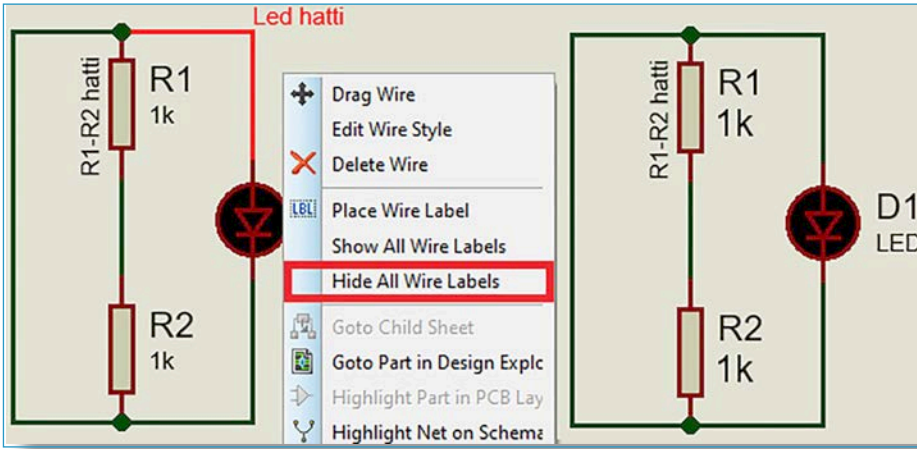 Led hatti
R1-R2 hatti
R1
1k
R2
1k
Drag Wire
Edit Wire Style
Delete Wire
LBL
Place Wire Label
Show All Wire Labels
Hide All Wire Labels
Goto Child Sheet
Goto Part in Design Explc
Highlight Part in PCB Lay
Highlight Net on Schema
R1-R2 hatti
R1
1k
D1
LED
R2
1k